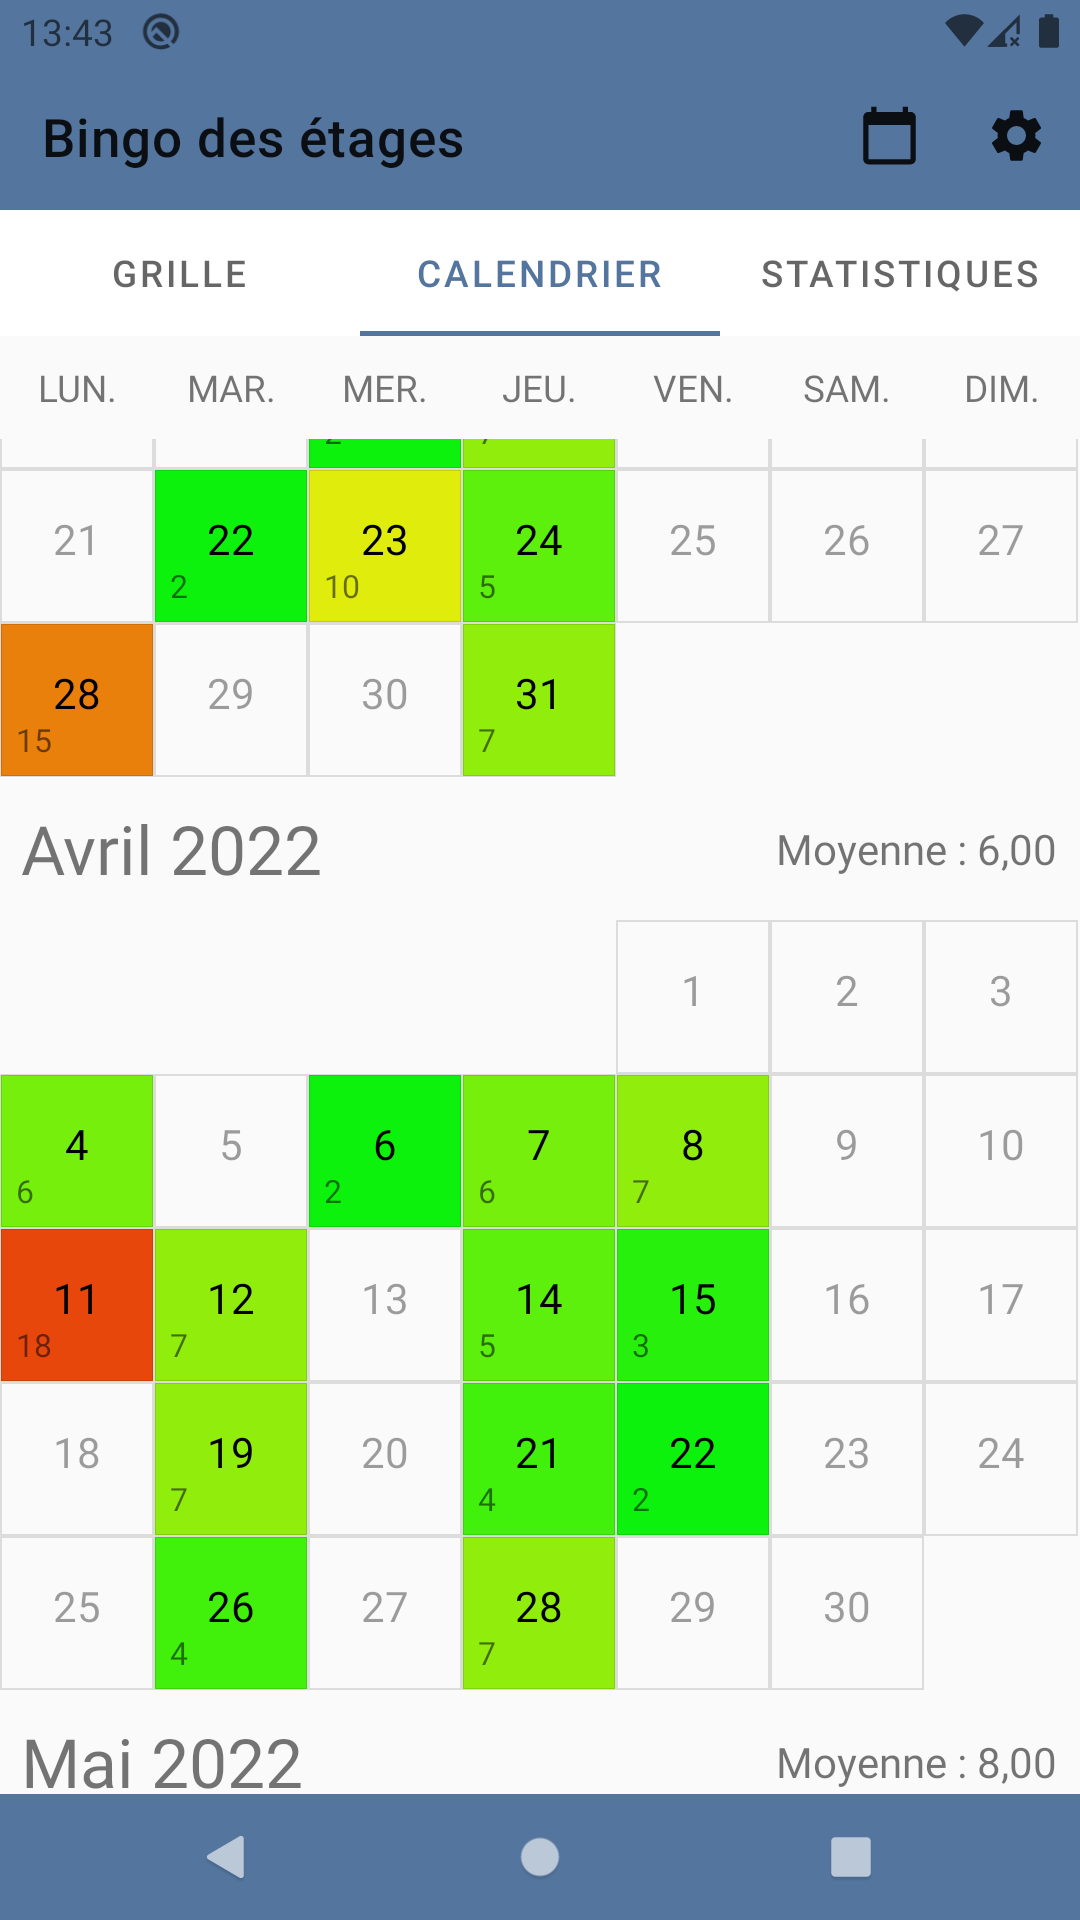 13:43
Bingo des étages
GRILLE CALENDRIER STATISTIQUES
LUN. MAR. MER. JEU. VEN. SAM. DIM.
21 22 23 24 25 26 27
2 10 5
28 29 30 31
15 7
Avril 2022 Moyenne : 6,00
1 2 3
4 5 6 7 8 9 10
6 2 6 7
11 12 13 14 15 16 17
18 7 5 3
18 19 20 21 22 23 24
7 4 2
25 26 27 28 29 30
4 7
Mai 2022 Moyenne : 8,00